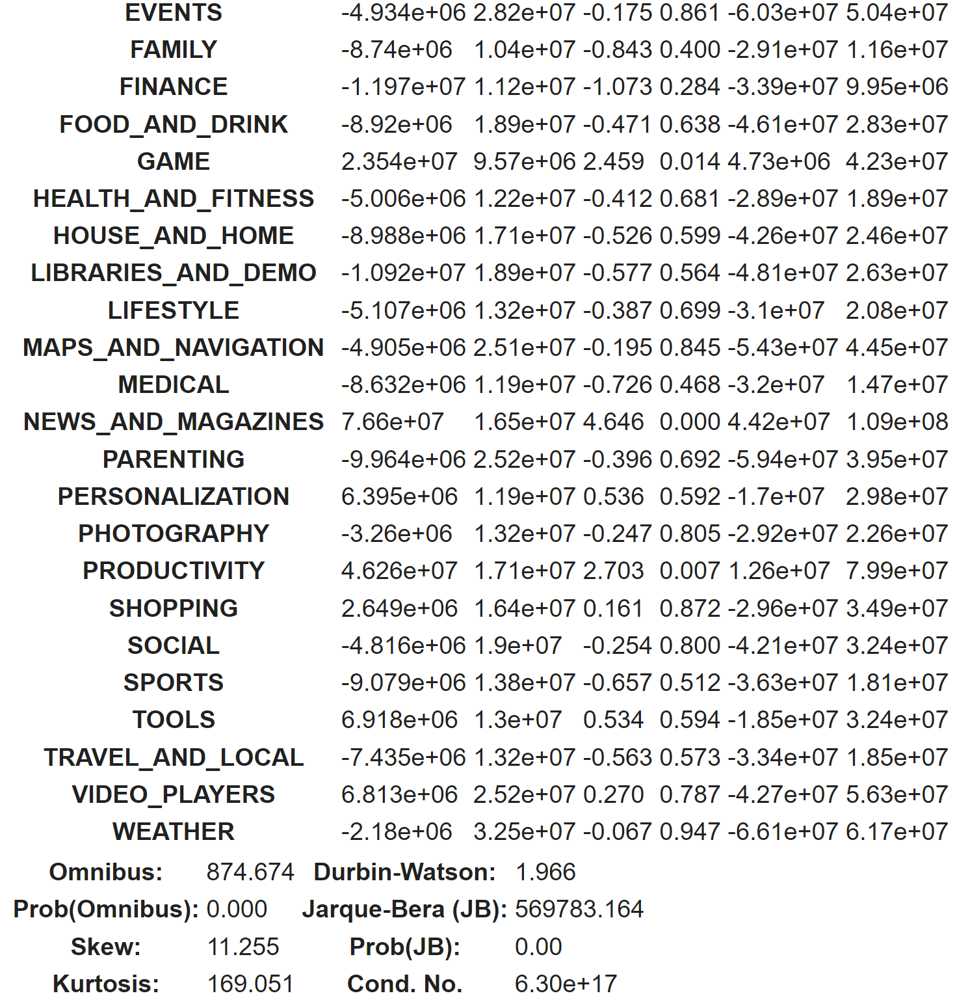 EVENTS -4.934e+06 2.82e+07 -0.175 0.861 -6.03e+07 5.04e+07
FAMILY -8.74e+06 1.04e+07 -0.843 0.400 -2.91e+07 1.16e+07
FINANCE -1.197e+07 1.12e+07 -1.073 0.284 -3.39e+07 9.95e+06
FOOD_AND_DRINK -8.92e+06 1.89e+07 -0.471 0.638 -4.61e+07 2.83e+07
GAME 2.354e+07 9.57e+06 2.459 0.014 4.73e+06 4.23e+07
HEALTH_AND_FITNESS -5.006e+06 1.22e+07 -0.412 0.681 -2.89e+07 1.89e+07
HOUSE_AND_HOME -8.988e+06 1.71e+07 -0.526 0.599 -4.26e+07 2.46e+07
LIBRARIES_AND_DEMO -1.092e+07 1.89e+07 -0.577 0.564 -4.81e+07 2.63e+07
LIFESTYLE -5.107e+06 1.32e+07 -0.387 0.699 -3.1e+07 2.08e+07
MAPS_AND_NAVIGATION -4.905e+06 2.51e+07 -0.195 0.845 -5.43e+07 4.45e+07
MEDICAL -8.632e+06 1.19e+07 -0.726 0.468 -3.2e+07 1.47e+07
NEWS_AND_MAGAZINES 7.66e+07 1.65e+07 4.646 0.000 4.42e+07 1.09e+08
PARENTING -9.964e+06 2.52e+07 -0.396 0.692 -5.94e+07 3.95e+07
PERSONALIZATION 6.395e+06 1.19e+07 0.536 0.592 -1.7e+07 2.98e+07
PHOTOGRAPHY -3.26e+06 1.32e+07 -0.247 0.805 -2.92e+07 2.26e+07
PRODUCTIVITY 4.626e+07 1.71e+07 2.703 0.007 1.26e+07 7.99e+07
SHOPPING 2.649e+06 1.64e+07 0.161 0.872 -2.96e+07 3.49e+07
SOCIAL -4.816e+06 1.9e+07 -0.254 0.800 -4.21e+07 3.24e+07
SPORTS -9.079e+06 1.38e+07 -0.657 0.512 -3.63e+07 1.81e+07
TOOLS 6.918e+06 1.3e+07 0.534 0.594 -1.85e+07 3.24e+07
TRAVEL_AND_LOCAL -7.435e+06 1.32e+07 -0.563 0.573 -3.34e+07 1.85e+07
VIDEO_PLAYERS 6.813e+06 2.52e+07 0.270 0.787 -4.27e+07 5.63e+07
WEATHER -2.18e+06 3.25e+07 -0.067 0.947 -6.61e+07 6.17e+07
Omnibus: 874.674 Durbin-Watson: 1.966
Prob(Omnibus): 0.000 Jarque-Bera (JB): 569783.164
Skew: 11.255 Prob(JB): 0.00
Kurtosis: 169.051 Cond. No. 6.30e+17